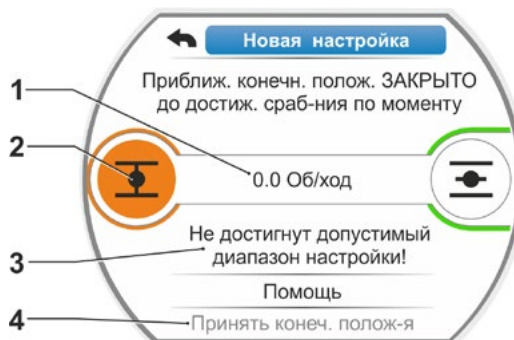 Новая настройка
Приближ. конечн. полож. ЗАКРЫТО
до достиж. сраб-ния по моменту
1
2
0.0 Об/ход
Не достигнут допустимый
3
диапазон настройки!
Помощь
4
Принять конеч. полож-я